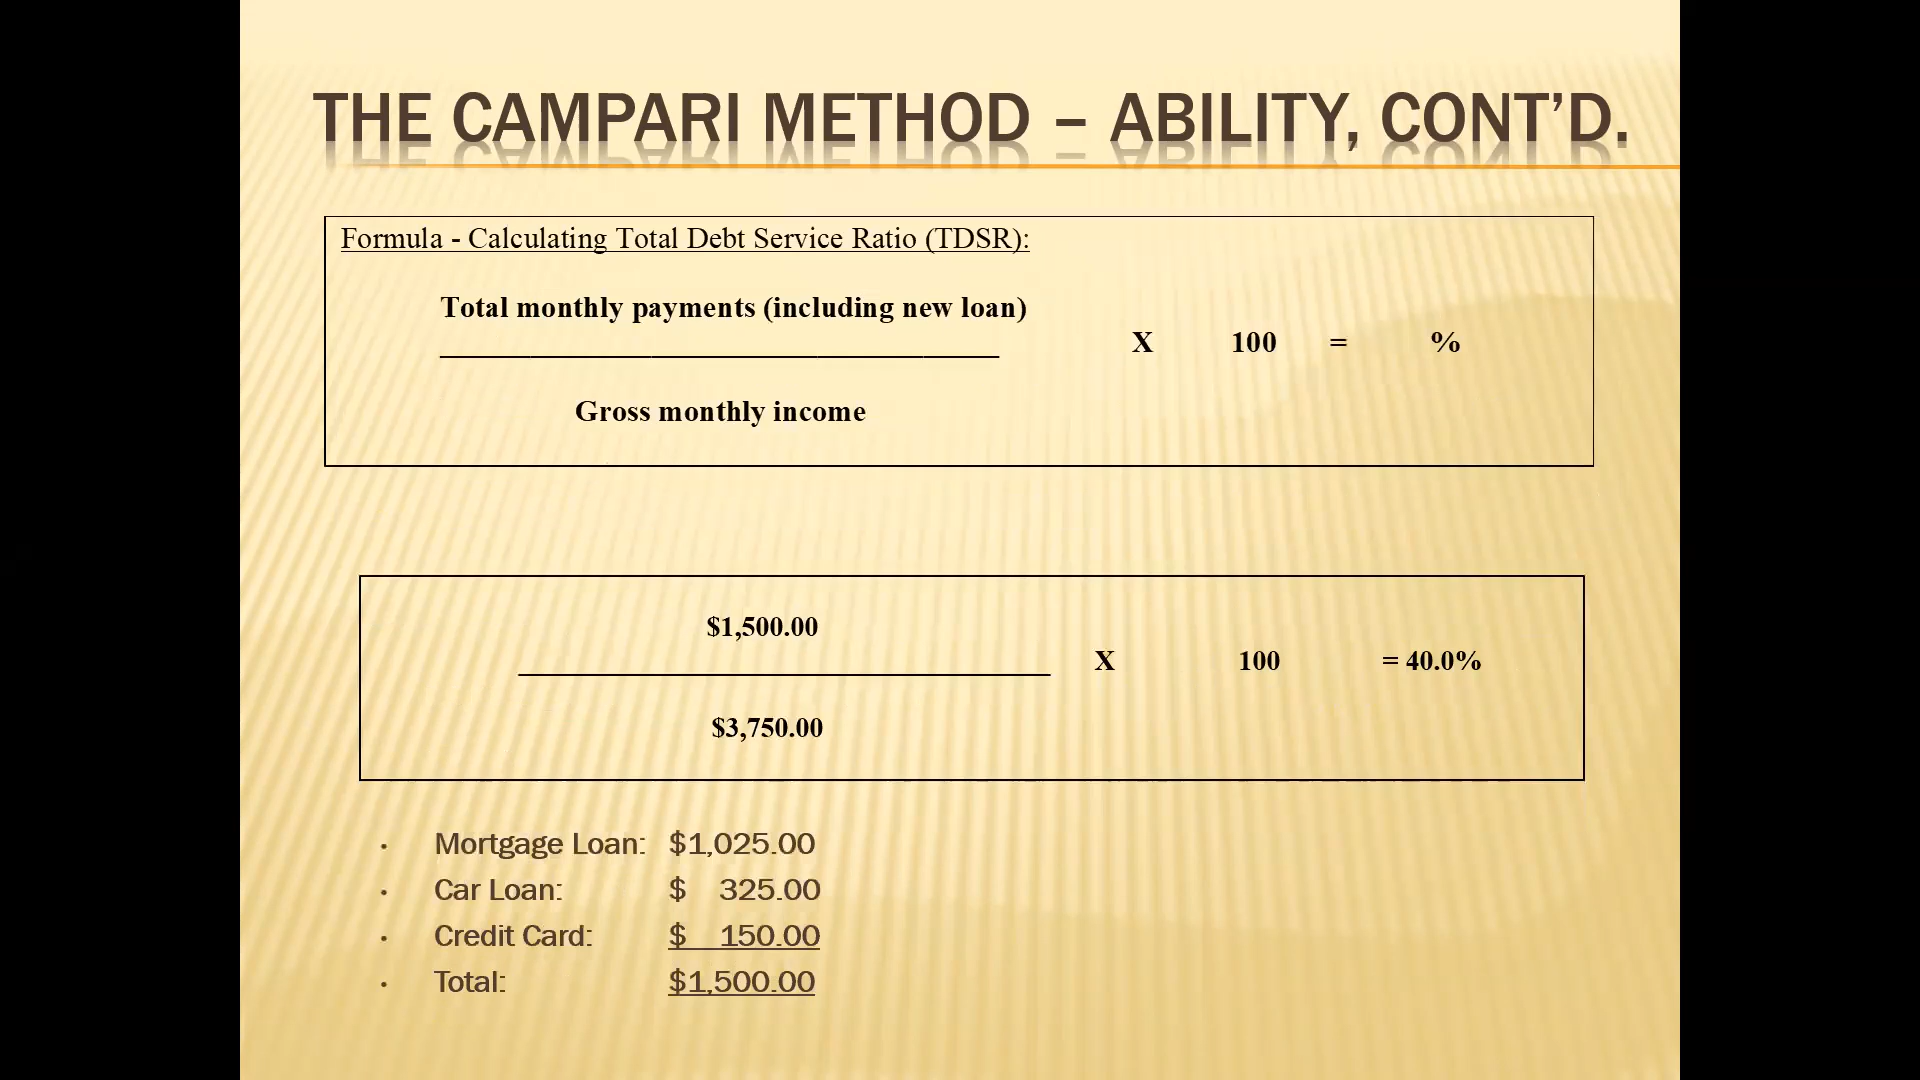 THE CAMPARI METHOD – ABILITY, CONT’D.
Formula - Calculating Total Debt Service Ratio (TDSR):
Total monthly payments (including new loan)
X 100 = %
Gross monthly income
$1,500.00
X 100 = 40.0%
$3,750.00
• Mortgage Loan: $1,025.00
• Car Loan: $ 325.00
• Credit Card: $ 150.00
• Total: $1,500.00